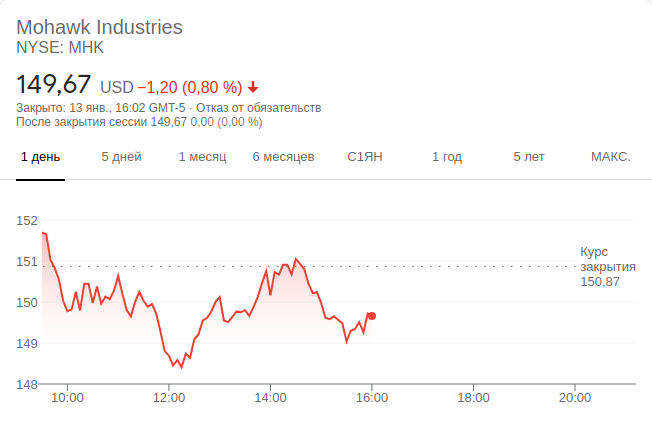 Mohawk Industries
NYSE: MHK
149,67 USD −1,20 (0,80 %)
Закрыто: 13 янв., 16:02 GMT-5 · Отказ от обязательств
После закрытия сессии 149,67 0,00 (0,00 %)
1 день 5 дней 1 месяц 6 месяцев С1ЯН 1 год 5 лет МАКС.
152
151
150
149
148
Курс
закрытия
150,87
10:00 12:00 14:00 16:00 18:00 20:00